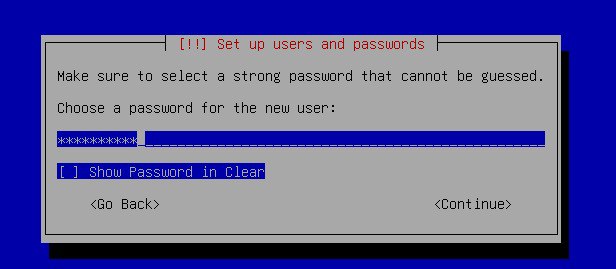 [!!] Set up users and passwords
Make sure to select a strong password that cannot be guessed.
Choose a password for the new user:
**********
[ ] Show Password in Clear
<Go Back> <Continue>